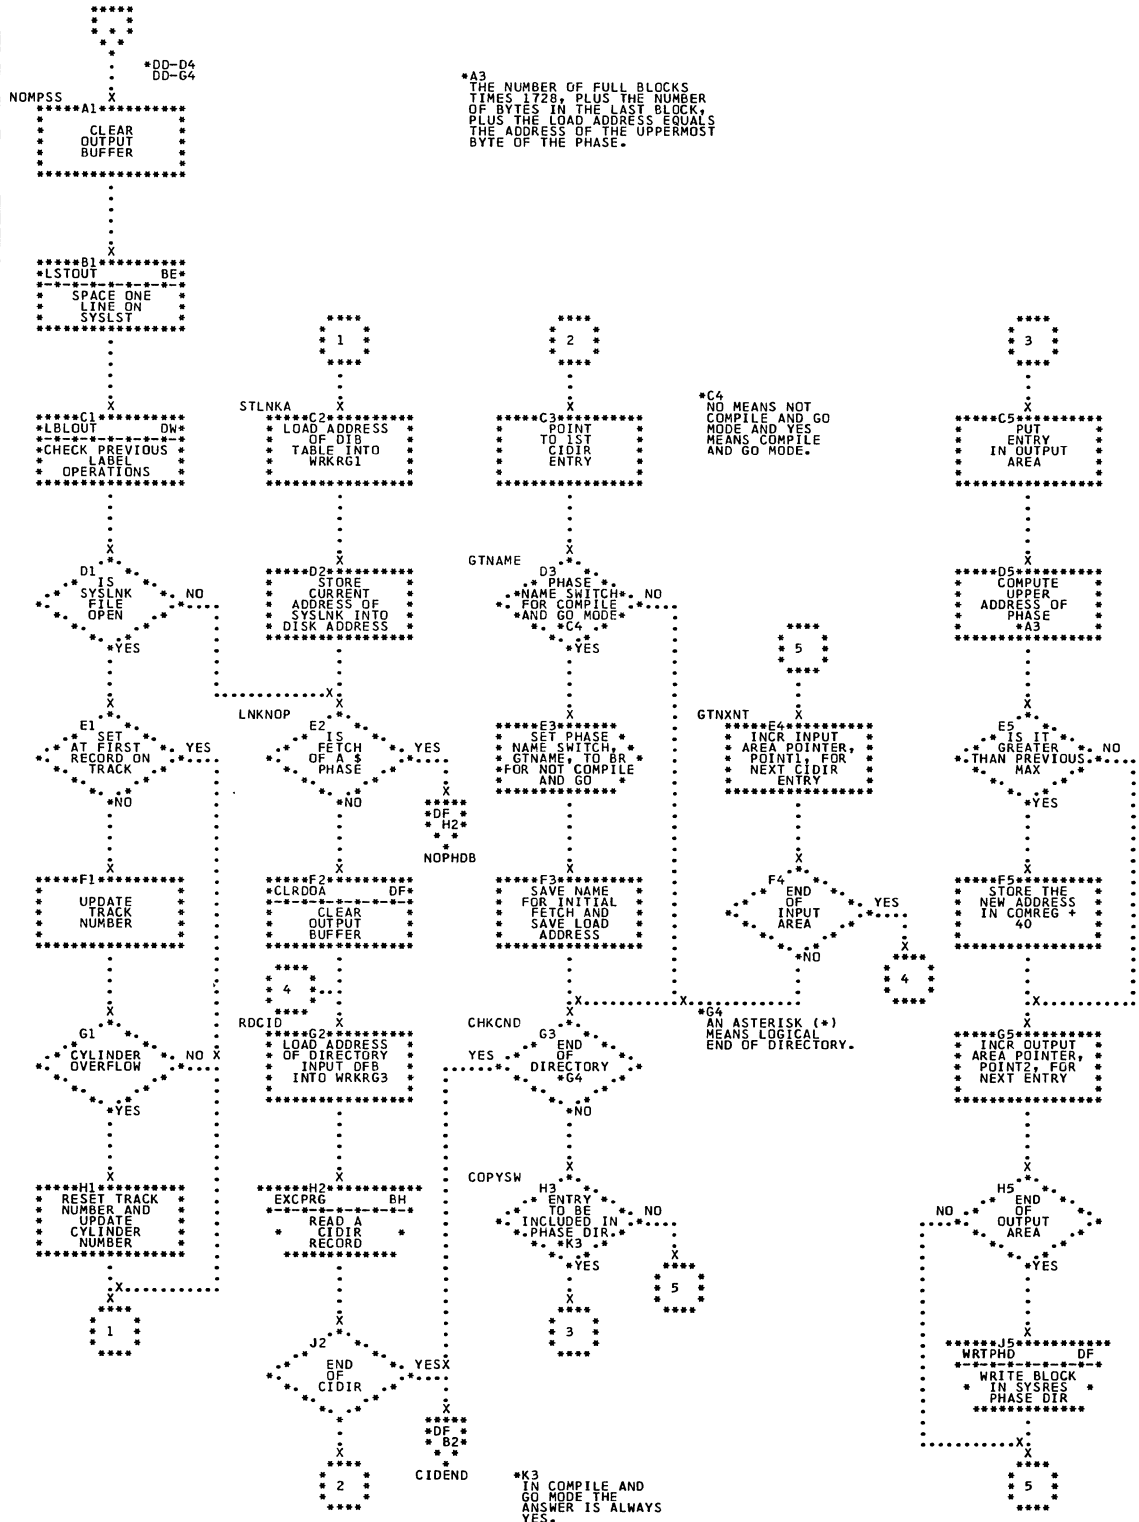 *DD-D4
DD-G4
NOMPSS
A1
CLEAR
OUTPUT
BUFFER
*A3
THE NUMBER OF FULL BLOCKS
TIMES 1728, PLUS THE NUMBER
OF BYTES IN THE LAST BLOCK,
PLUS THE LOAD ADDRESS EQUALS
THE ADDRESS OF THE UPPERMOST
BYTE OF THE PHASE.
B1
*LSTOUT BE*
SPACE ONE
LINE ON
SYSLST
C1
*LBLOUT DW*
*CHECK PREVIOUS
LABEL
OPERATIONS
D1
IS
SYSLNK
FILE
OPEN
NO
*YES
E1
SET
AT FIRST
RECORD ON
TRACK
YES
*NO
F1
UPDATE
TRACK
NUMBER
G1
CYLINDER
OVERFLOW
NO X
*YES
H1
RESET TRACK
NUMBER AND
UPDATE
CYLINDER
NUMBER
1
1
STLNKA
C2
LOAD ADDRESS
OF DIB
TABLE INTO
WRKRG1
D2
STORE
CURRENT
ADDRESS OF
SYSLNK INTO
DISK ADDRESS
LNKNOP
E2
IS
FETCH
OF A $
PHASE
YES
*DF *
H2*
NOPHDB
*NO
F2
*CLRDOA DF*
CLEAR
OUTPUT
BUFFER
4
RDCID
G2
LOAD ADDRESS
OF DIRECTORY
INPUT DFB
INTO WRKRG3
H2
EXCPRG BH
READ A
CIDIR
RECORD
J2
END
OF
CIDIR
YESX
*DF *
B2*
CIDEND
2
2
C3
POINT
TO 1ST
CIDIR
ENTRY
GTNAME
D3
PHASE
*NAME SWITCH*
FOR COMPILE
*AND GO MODE*
*C4
NO
*YES
E3
SET PHASE
NAME SWITCH,
GTNAME, TO BR
*FOR NOT COMPILE
AND GO
F3
SAVE NAME
FOR INITIAL
FETCH AND
SAVE LOAD
ADDRESS
CHKCND
G3
END
OF
DIRECTORY
*G4
YES
*NO
COPYSW
H3
ENTRY
TO BE
INCLUDED IN
PHASE DIR.
*K3
NO
*YES
5
3
*K3
IN COMPILE AND
GO MODE THE
ANSWER IS ALWAYS
YES.
*C4
NO MEANS NOT
COMPILE AND GO
MODE AND YES
MEANS COMPILE
AND GO MODE.
5
GTNXNT
E4
INCR INPUT
AREA POINTER,
POINT1, FOR
NEXT CIDIR
ENTRY
F4
END
OF
INPUT
AREA
YES
*NO
4
*G4
AN ASTERISK (*)
MEANS LOGICAL
END OF DIRECTORY.
3
C5
PUT
ENTRY
IN OUTPUT
AREA
D5
COMPUTE
UPPER
ADDRESS OF
PHASE
*A3
E5
IS IT
GREATER
THAN PREVIOUS
MAX
NO
*YES
F5
STORE THE
NEW ADDRESS
IN COMREG +
40
G5
INCR OUTPUT
AREA POINTER,
POINT2, FOR
NEXT ENTRY
H5
END
OF
OUTPUT
AREA
NO
*YES
J5
WRTPHD DF
WRITE BLOCK
IN SYSRES
PHASE DIR
5